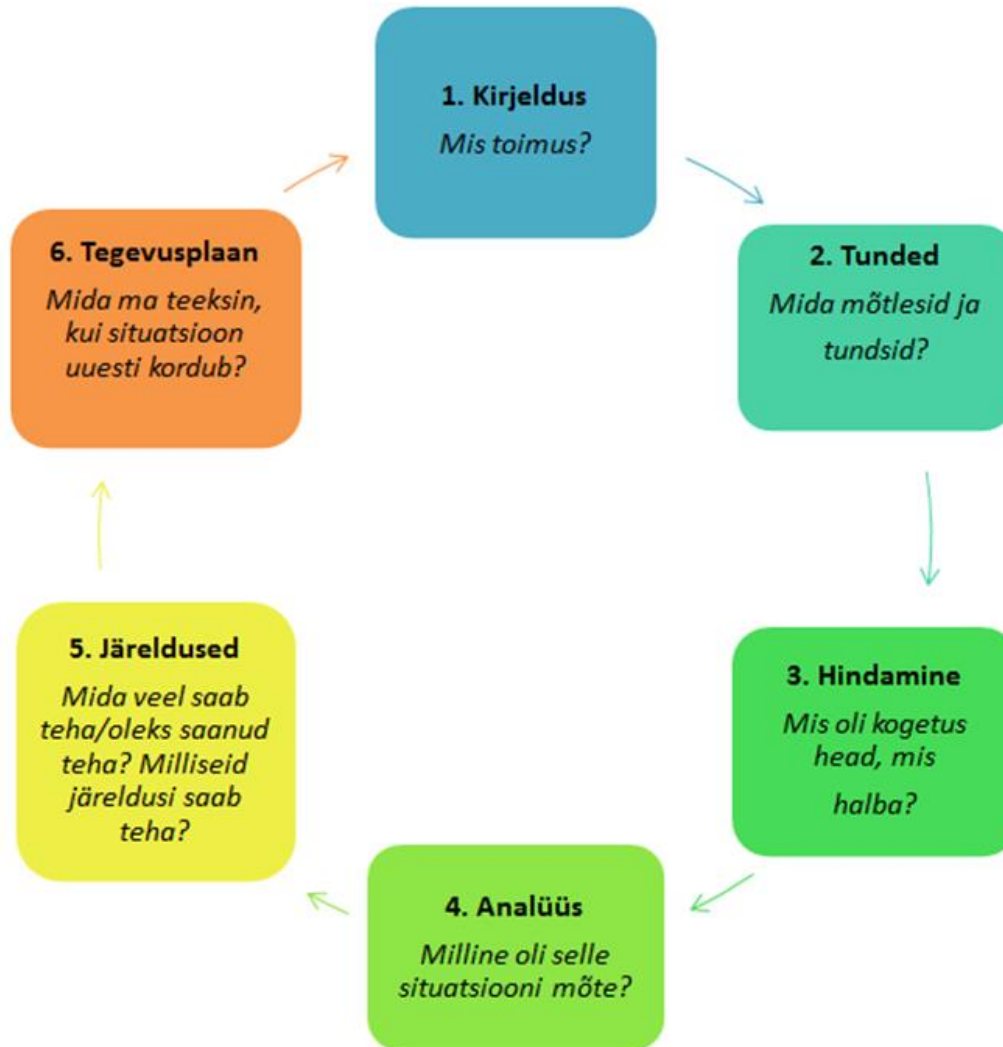 1. Kirjeldus
Mis toimus?
2. Tunded
Mida mõtlesid ja
tundsid?
3. Hindamine
Mis oli kogetus
head, mis
halba?
4. Analüüs
Milline oli selle
situatsiooni mõte?
5. Järeldused
Mida veel saab
teha/oleks saanud
teha? Milliseid
järeldusi saab
teha?
6. Tegevusplaan
Mida ma teeksin,
kui situatsioon
uuesti kordub?